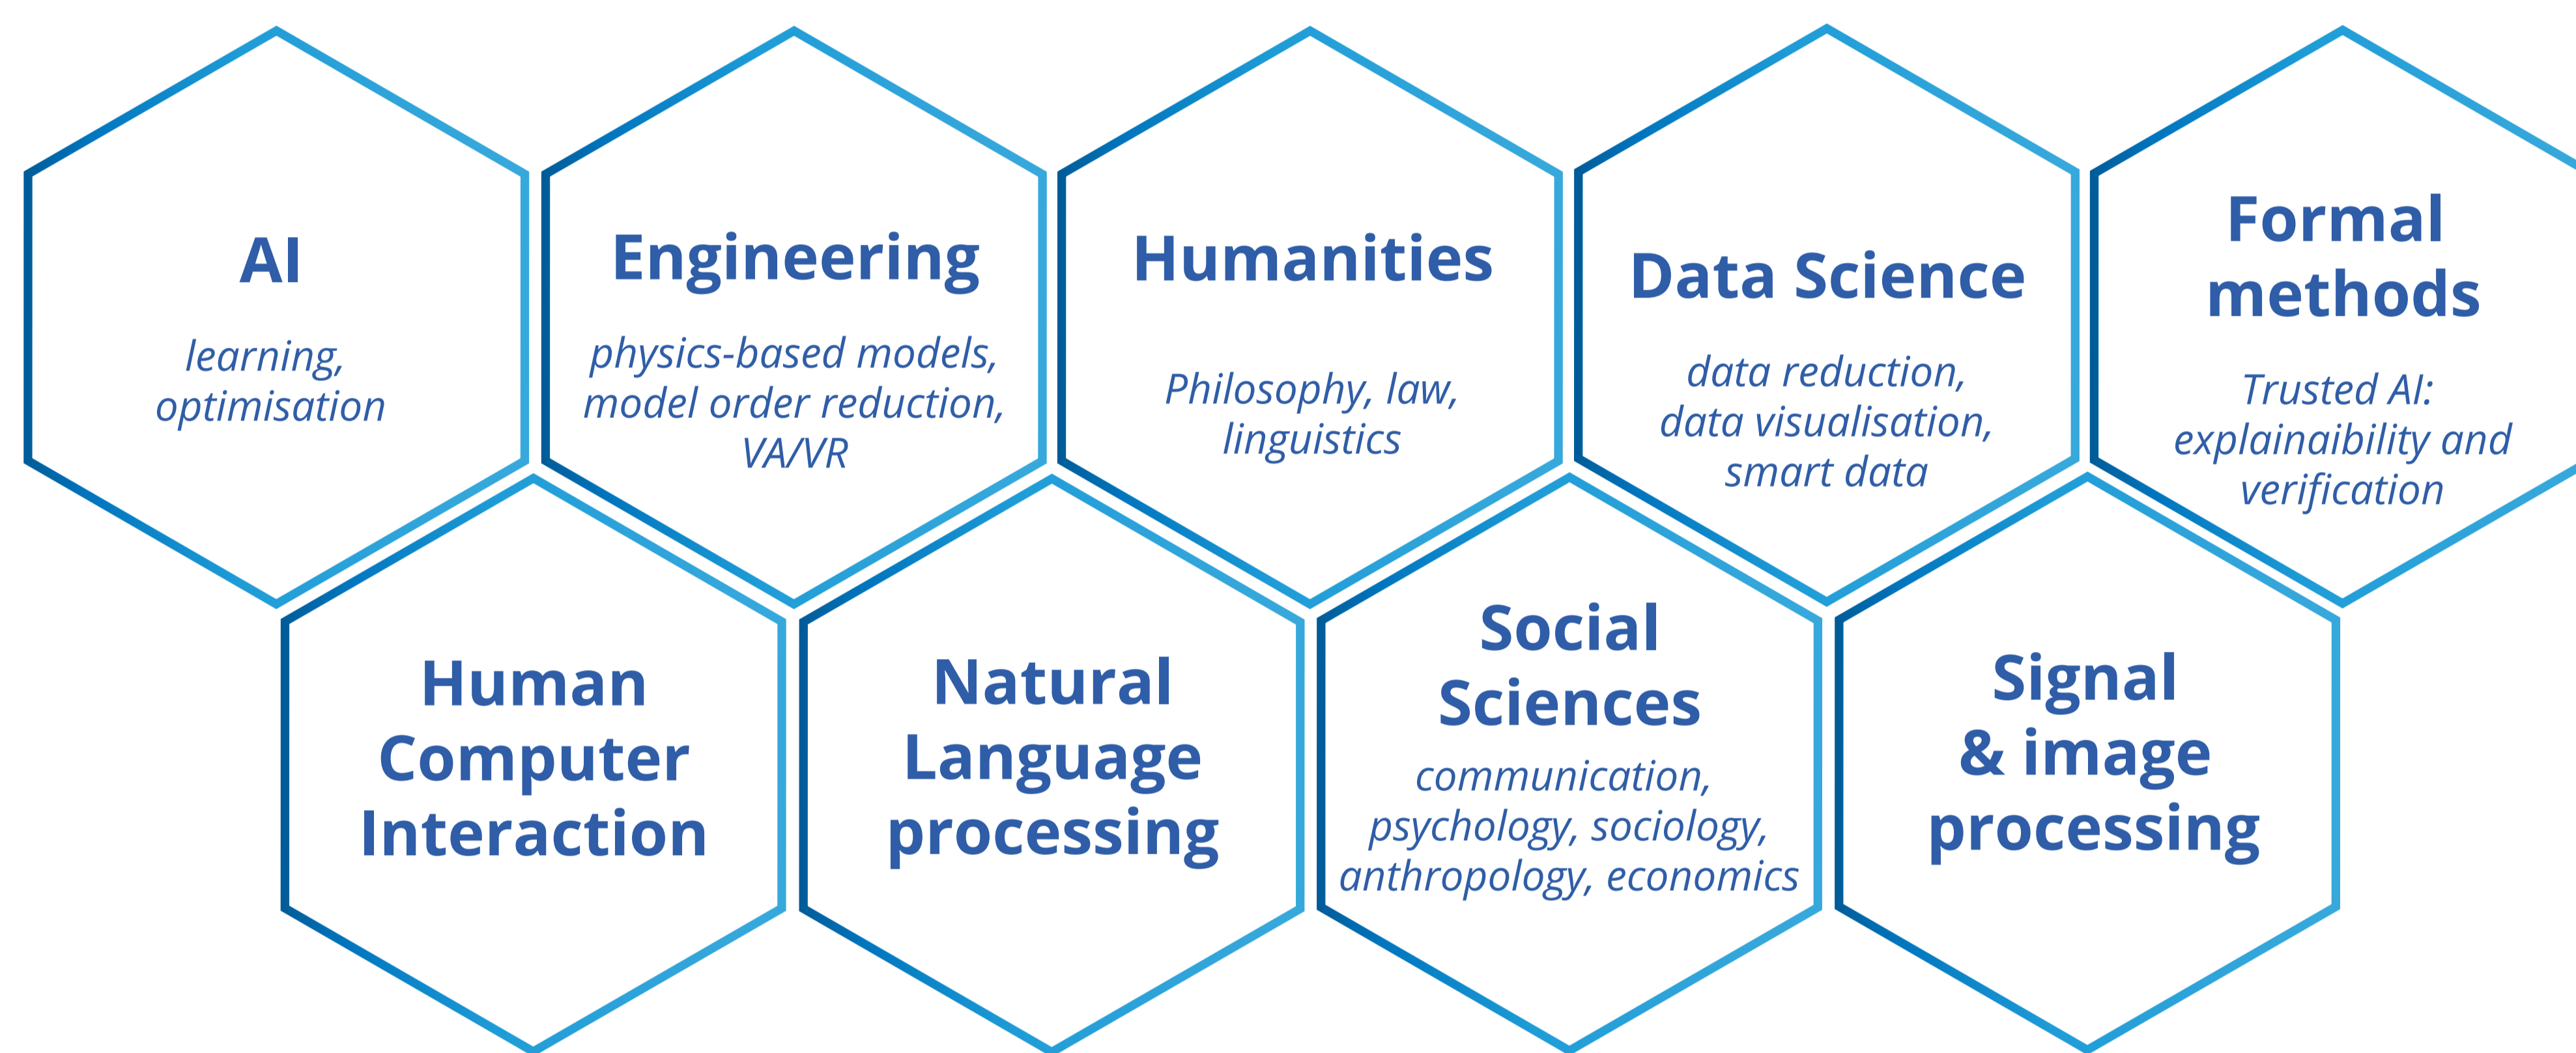 AI
learning,
optimisation
Engineering
physics-based models,
model order reduction,
VA/VR
Humanities
Philosophy, law,
linguistics
Data Science
data reduction,
data visualisation,
smart data
Formal
methods
Trusted AI:
explainaibility and
verification
Human
Computer
Interaction
Natural
Language
processing
Social
Sciences
communication,
psychology, sociology,
anthropology, economics
Signal
& image
processing